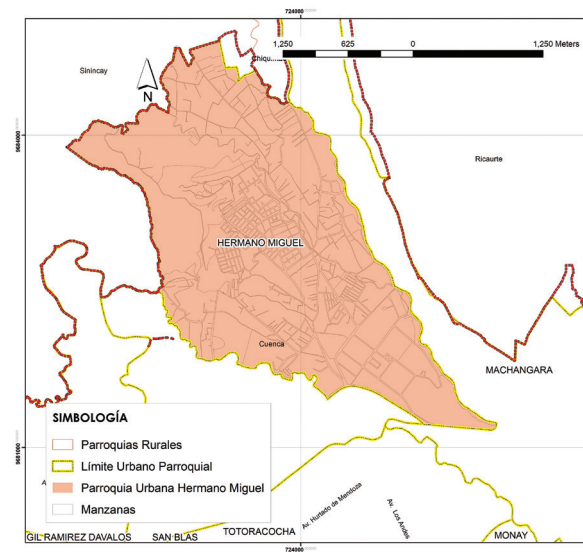 724000
1,250
625
0
1,250 Meters
Sinincay
N
9684000
Ricaurte
HERMANO MIGUEL
Cuenca
MACHANGARA
SIMBOLOGÍA
Parroquias Rurales
Límite Urbano Parroquial
Parroquia Urbana Hermano Miguel
Manzanas
9681000
Av. Hurtado de Mendoza
Av. Los Andes
GIL RAMIREZ DAVALOS
SAN BLAS
TOTORACOCHA
MONAY
724000